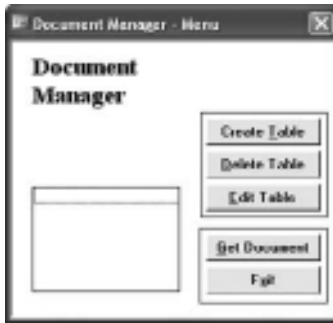 Document Manager - Menu
Document
Manager
Create Table
Delete Table
Edit Table
Get Document
Exit